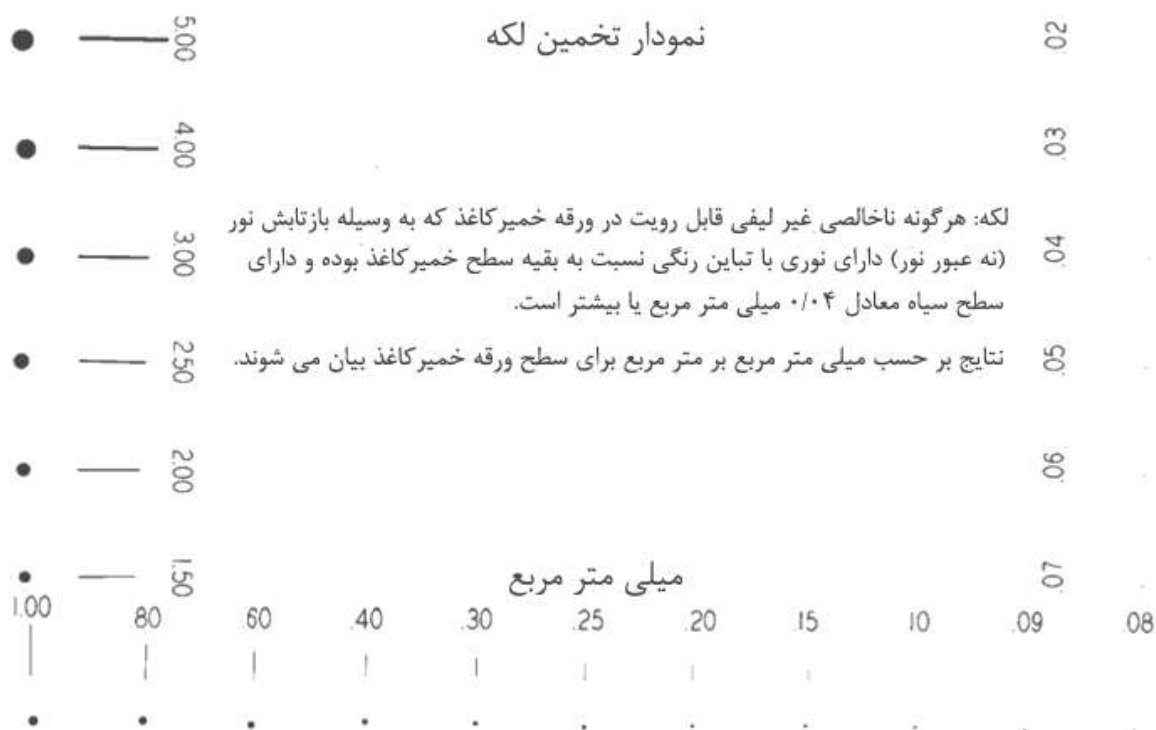 5.00
نمودار تخمین لکه
.02
4.00
.03
لکه: هرگونه ناخالصی غیر لیفی قابل رویت در ورقه خمیرکاغذ که به وسیله بازتابش نور
3.00
(نه عبور نور) دارای نوری با تباین رنگی نسبت به بقیه سطح خمیرکاغذ بوده و دارای
.04
سطح سیاه معادل ۰/۰۴ میلی متر مربع یا بیشتر است.
2.50
نتایج بر حسب میلی متر مربع بر متر مربع برای سطح ورقه خمیرکاغذ بیان می شوند.
.05
2.00
.06
1.50
میلی متر مربع
.07
1.00 .80 .60 .40 .30 .25 .20 .15 .10 .09 .08